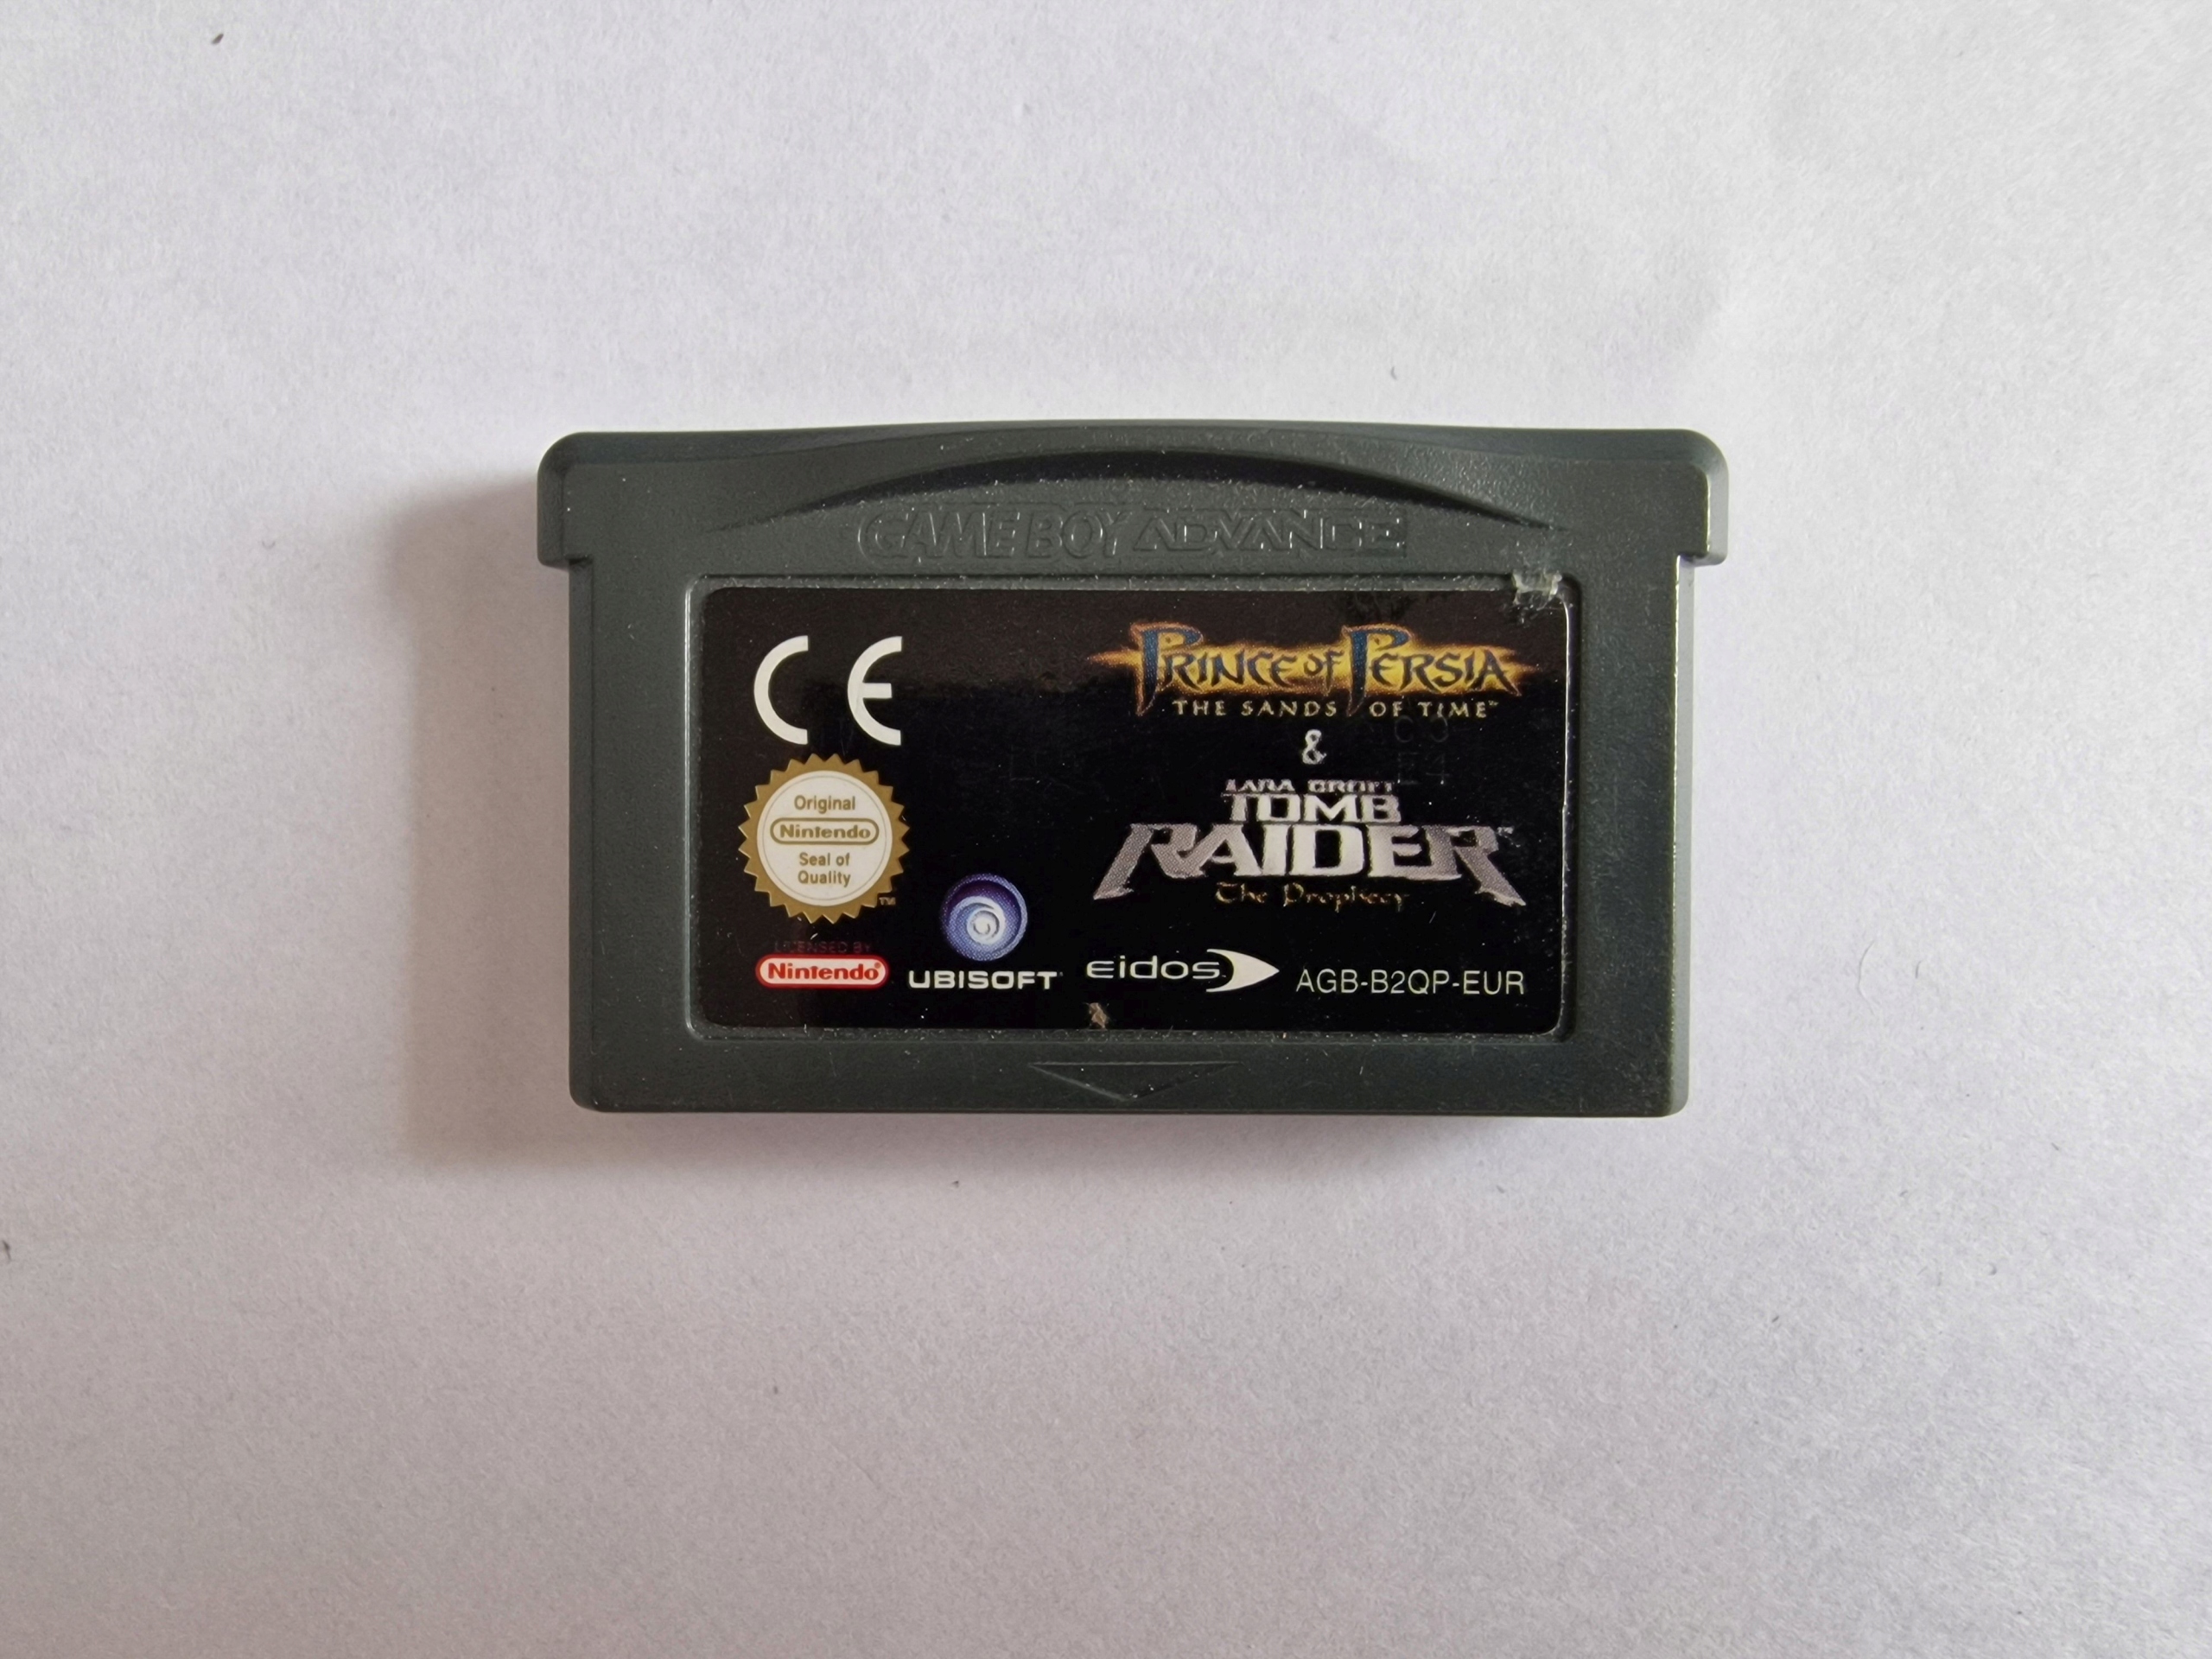 GAME BOY ADVANCE
CE
PRINCE OF PERSIA
THE SANDS OF TIME™
&
LARA CROFT
TOMB
RAIDER™
The Prophecy
Original
Nintendo
Seal of
Quality
TM
LICENSED BY
Nintendo®
UBISOFT
eidos
AGB-B2QP-EUR